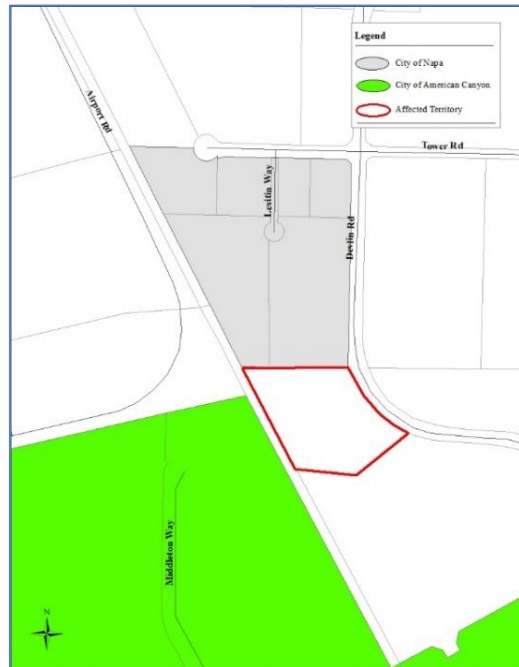 Legend
City of Napa
City of American Canyon
Affected Territory
Airport Rd
Tower Rd
Lesifin Way
Devlin Rd
Middleton Way
N